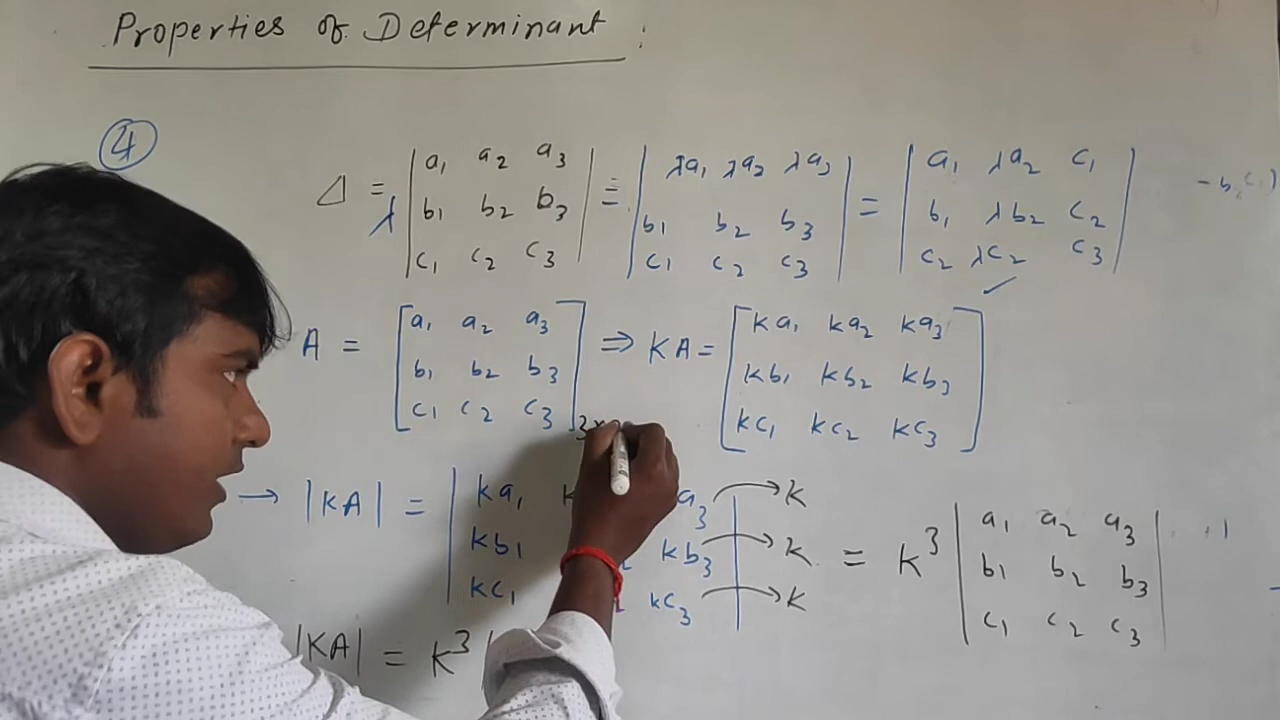 Properties of Determinant :
④
Δ = λ | a₁ a₂ a₃ | = | λa₁ λa₂ λa₃ | = | a₁ λa₂ c₁ |
| b₁ b₂ b₃ | | b₁ b₂ b₃ | | b₁ λb₂ c₂ |
| c₁ c₂ c₃ | | c₁ c₂ c₃ | | c₂ λc₂ c₃ | ✓
A = [ a₁ a₂ a₃ ] ⇒ KA = [ ka₁ ka₂ ka₃ ]
[ b₁ b₂ b₃ ] [ kb₁ kb₂ kb₃ ]
[ c₁ c₂ c₃ ] [ kc₁ kc₂ kc₃ ]
3×
→ |KA| = | ka₁ k a₃ | → k
| kb₁ kb₃ | → k = k³ | a₁ a₂ a₃ |
| kc₁ kc₃ | → k | b₁ b₂ b₃ |
| c₁ c₂ c₃ |
|KA| = k³ |